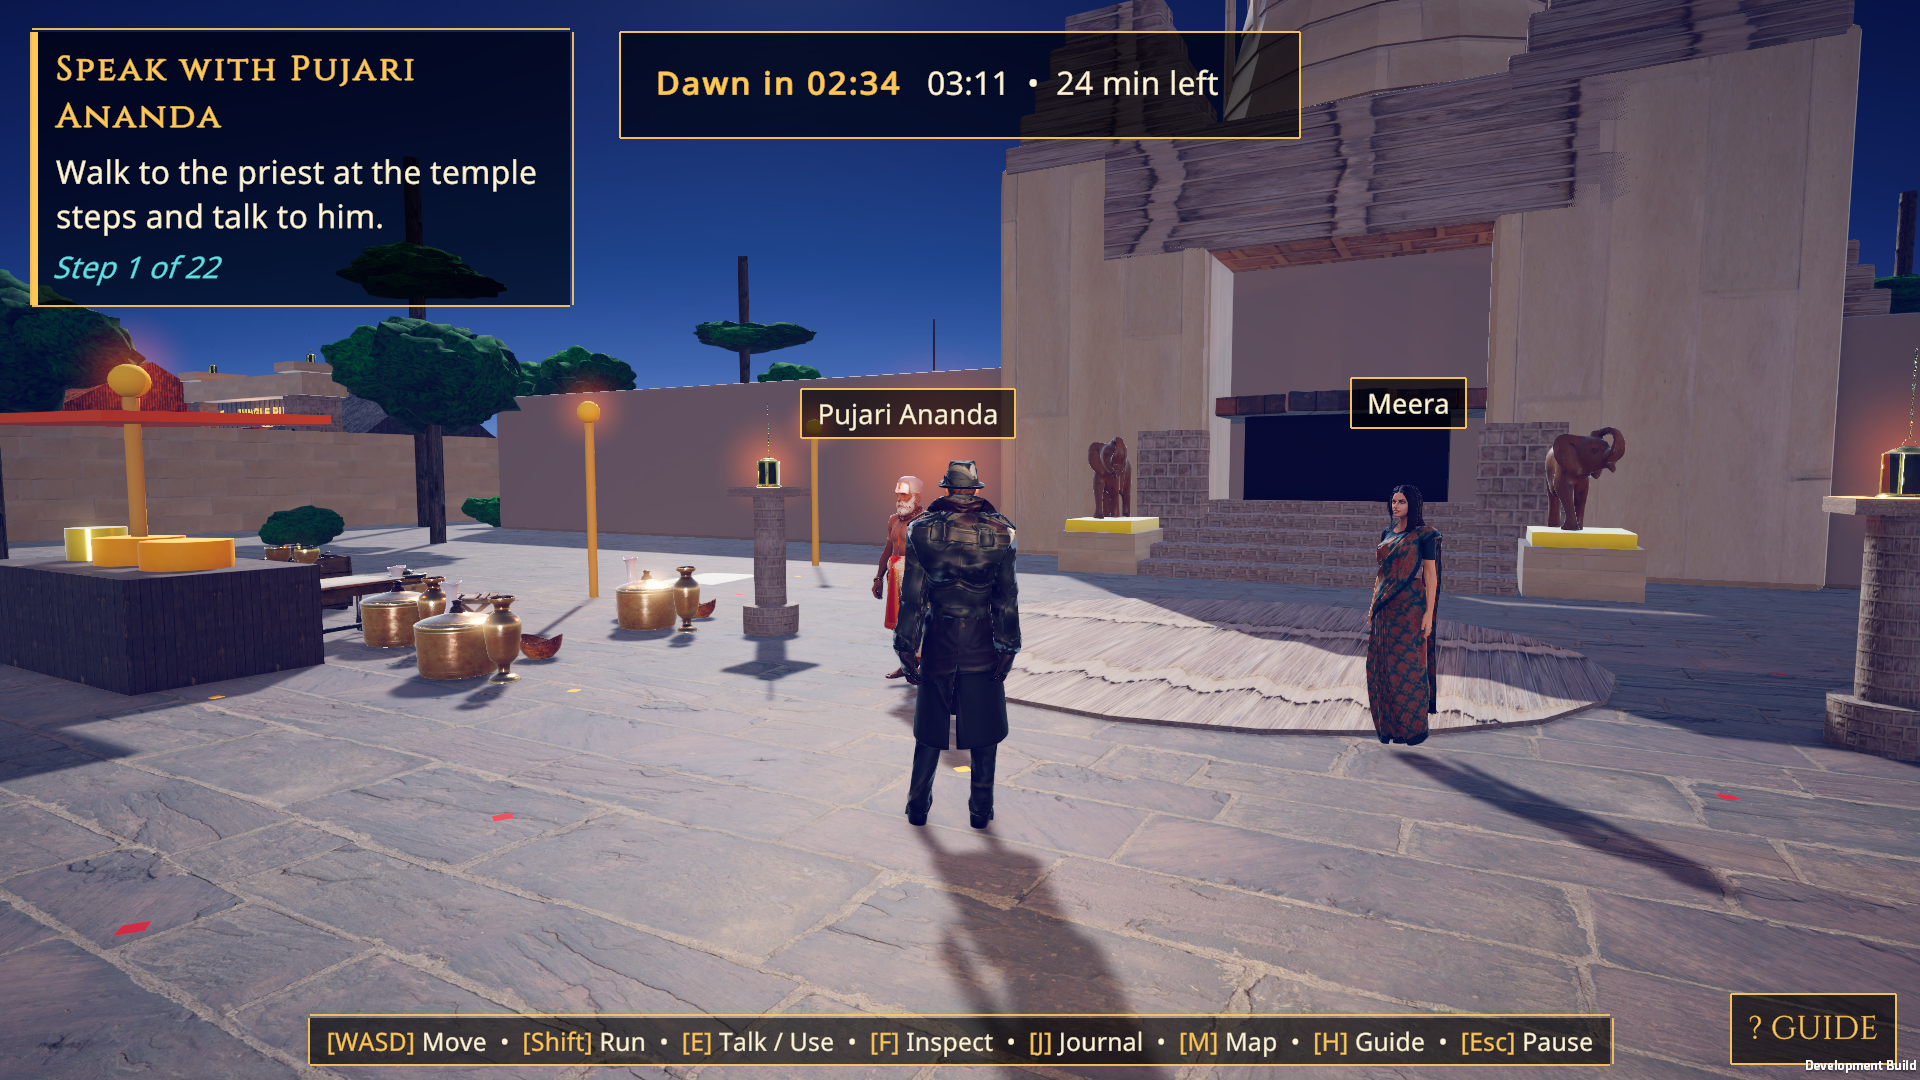 SPEAK WITH PUJARI
ANANDA
Walk to the priest at the temple
steps and talk to him.
Step 1 of 22
Dawn in 02:34 03:11 • 24 min left
Pujari Ananda
Meera
[WASD] Move • [Shift] Run • [E] Talk / Use • [F] Inspect • [J] Journal • [M] Map • [H] Guide • [Esc] Pause
? GUIDE
Development Build